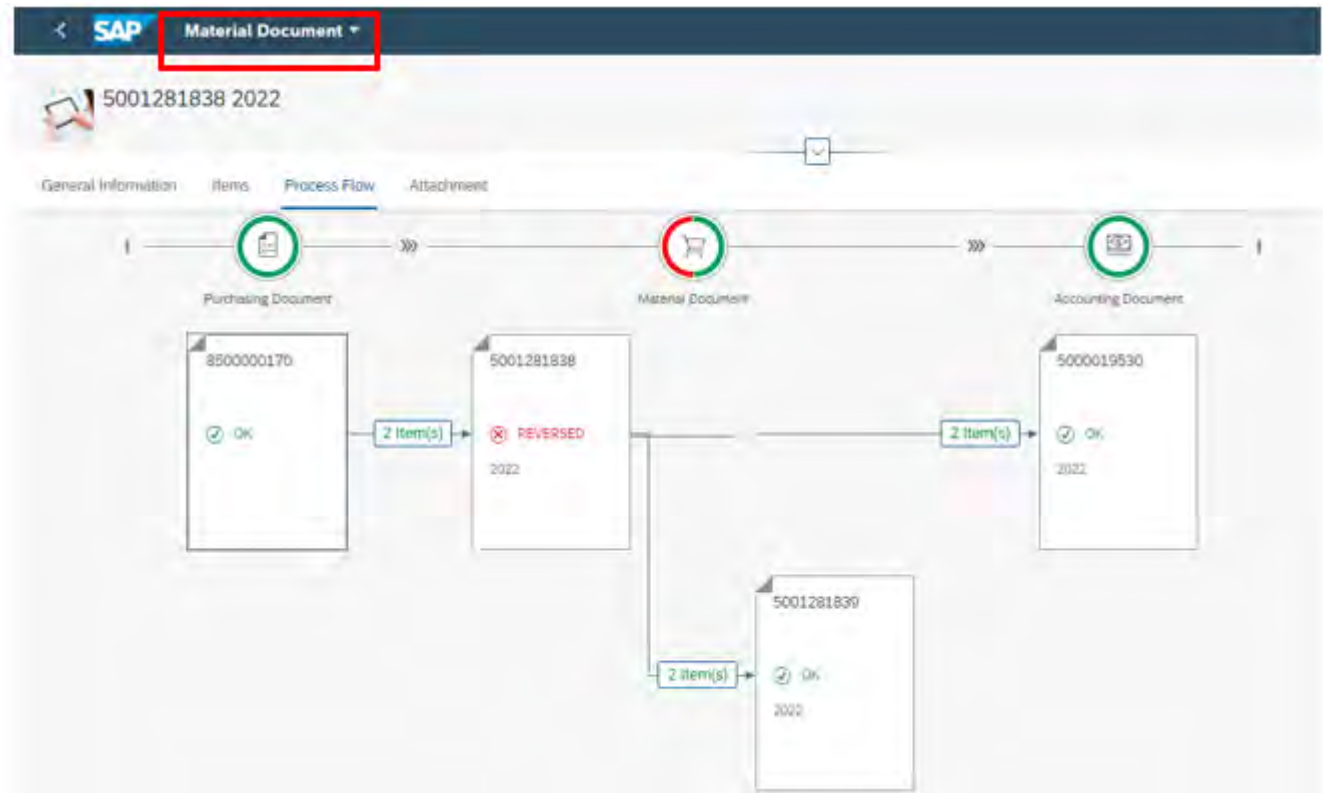 SAP Material Document
5001281838 2022
General Information Items Process Flow Attachment
Purchasing Document
Material Document
Accounting Document
8500000170
OK
2 Item(s)
5001281838
REVERSED
2022
2 Item(s)
5000019530
OK
2022
2 Item(s)
5001281839
OK
2022